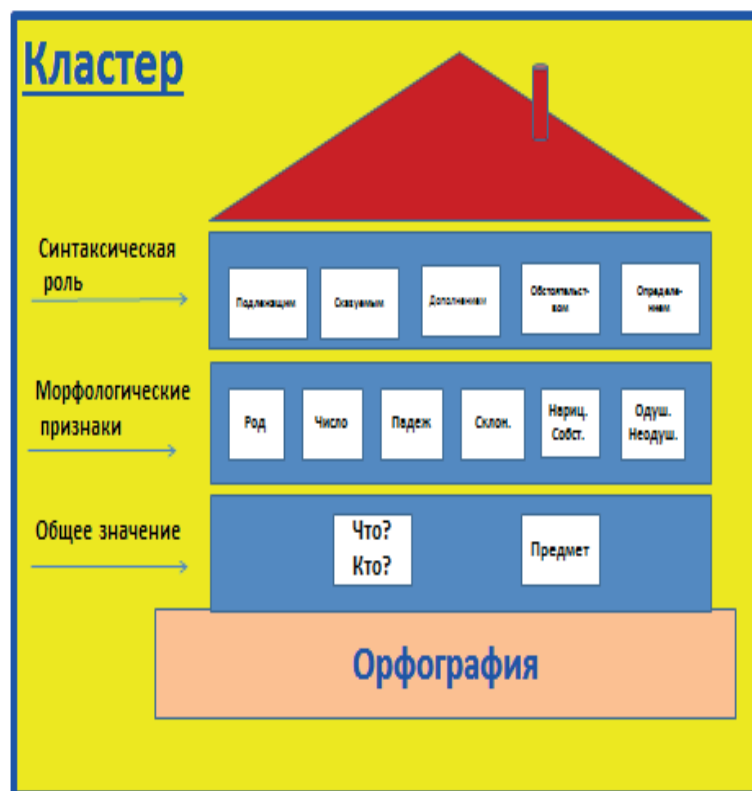 Кластер
Синтаксическая
роль
Подлежащим
Сказуемым
Дополнением
Обстоятельст-
вом
Определе-
нием
Морфологические
признаки
Род
Число
Падеж
Склон.
Нариц.
Собст.
Одуш.
Неодуш.
Общее значение
Что?
Кто?
Предмет
Орфография